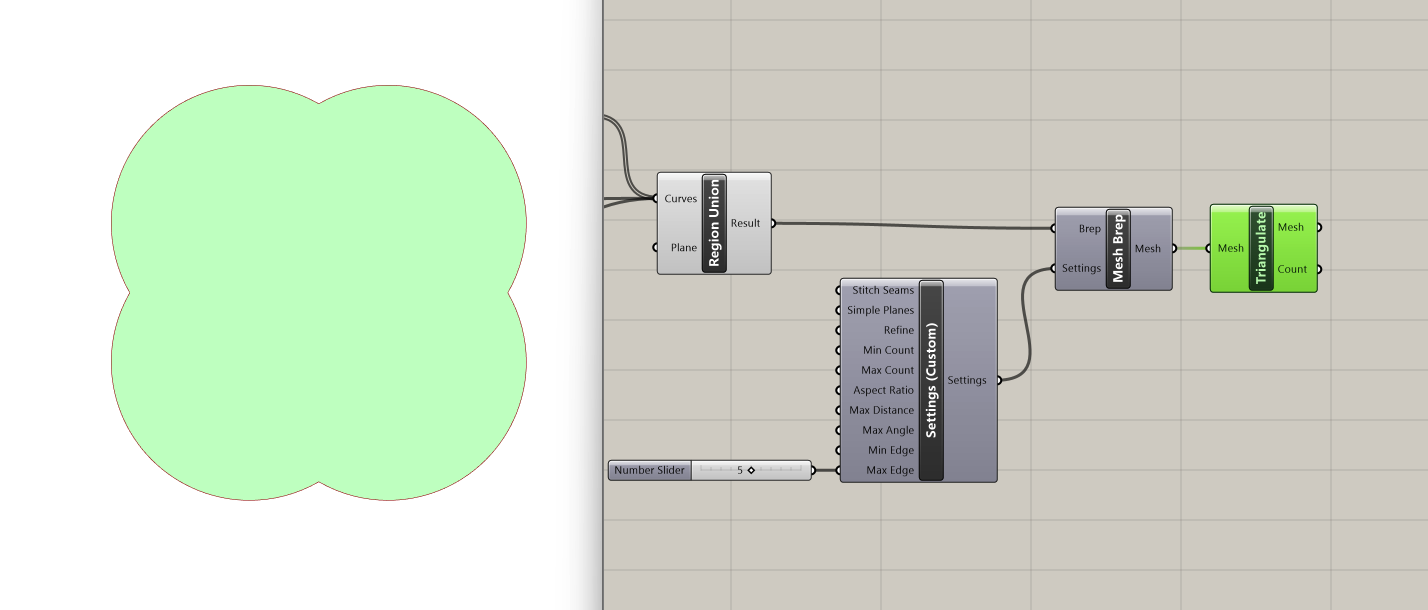 Curves
Plane
Region Union
Result
Brep
Settings
Mesh Brep
Mesh
Mesh
Triangulate
Mesh
Count
Stitch Seams
Simple Planes
Refine
Min Count
Max Count
Aspect Ratio
Max Distance
Max Angle
Min Edge
Max Edge
Settings (Custom)
Settings
Number Slider
5